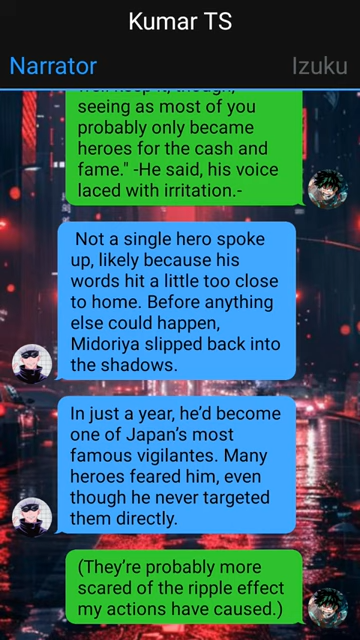 Kumar TS
Narrator
Izuku
well keep it, though,
seeing as most of you
probably only became
heroes for the cash and
fame." -He said, his voice
laced with irritation.-
Not a single hero spoke
up, likely because his
words hit a little too close
to home. Before anything
else could happen,
Midoriya slipped back into
the shadows.
In just a year, he’d become
one of Japan’s most
famous vigilantes. Many
heroes feared him, even
though he never targeted
them directly.
(They’re probably more
scared of the ripple effect
my actions have caused.)